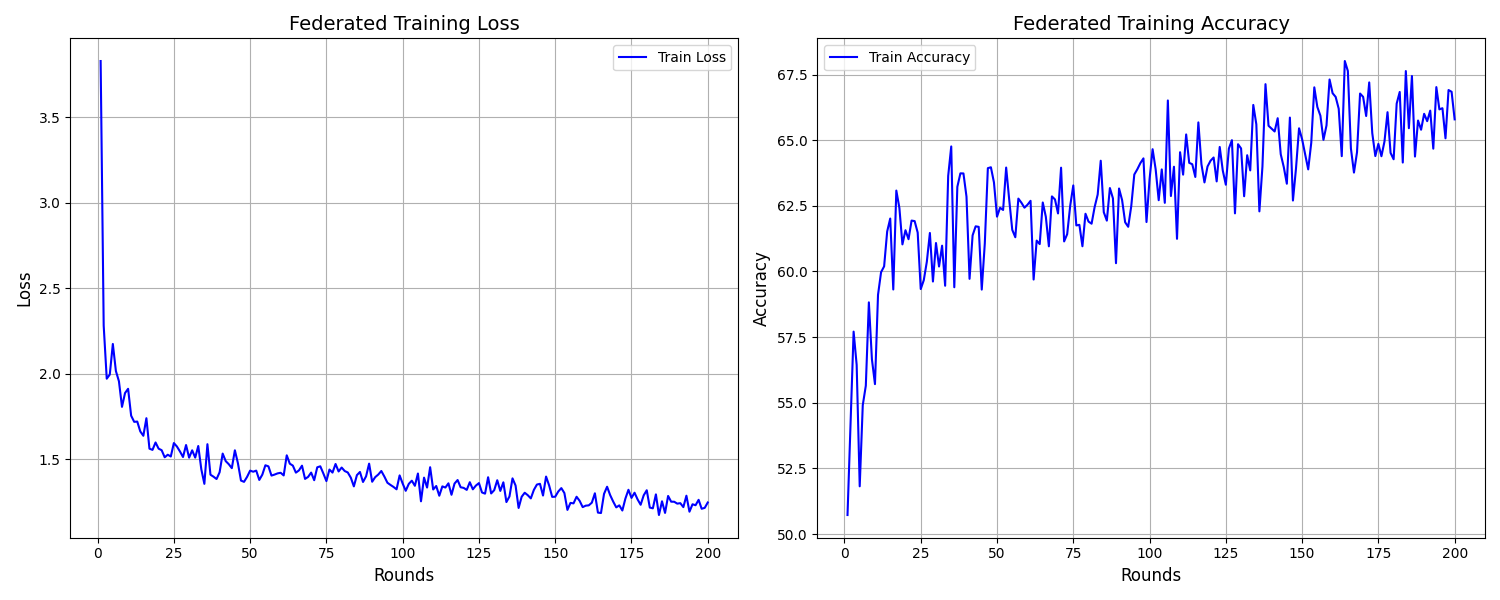 Federated Training Loss
Train Loss
3.5
3.0
2.5
2.0
1.5
Loss
0 25 50 75 100 125 150 175 200
Rounds
Federated Training Accuracy
Train Accuracy
67.5
65.0
62.5
60.0
57.5
55.0
52.5
50.0
Accuracy
0 25 50 75 100 125 150 175 200
Rounds